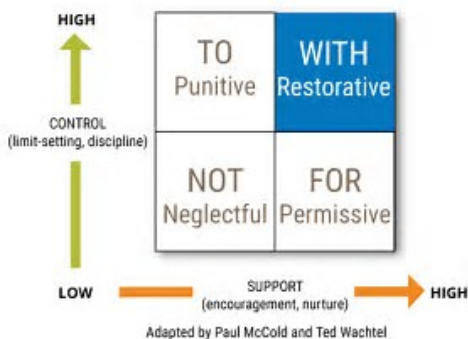 HIGH
TO
Punitive
WITH
Restorative
CONTROL
(limit-setting, discipline)
NOT
Neglectful
FOR
Permissive
LOW
SUPPORT
(encouragement, nurture)
HIGH
Adapted by Paul McCold and Ted Wachtel